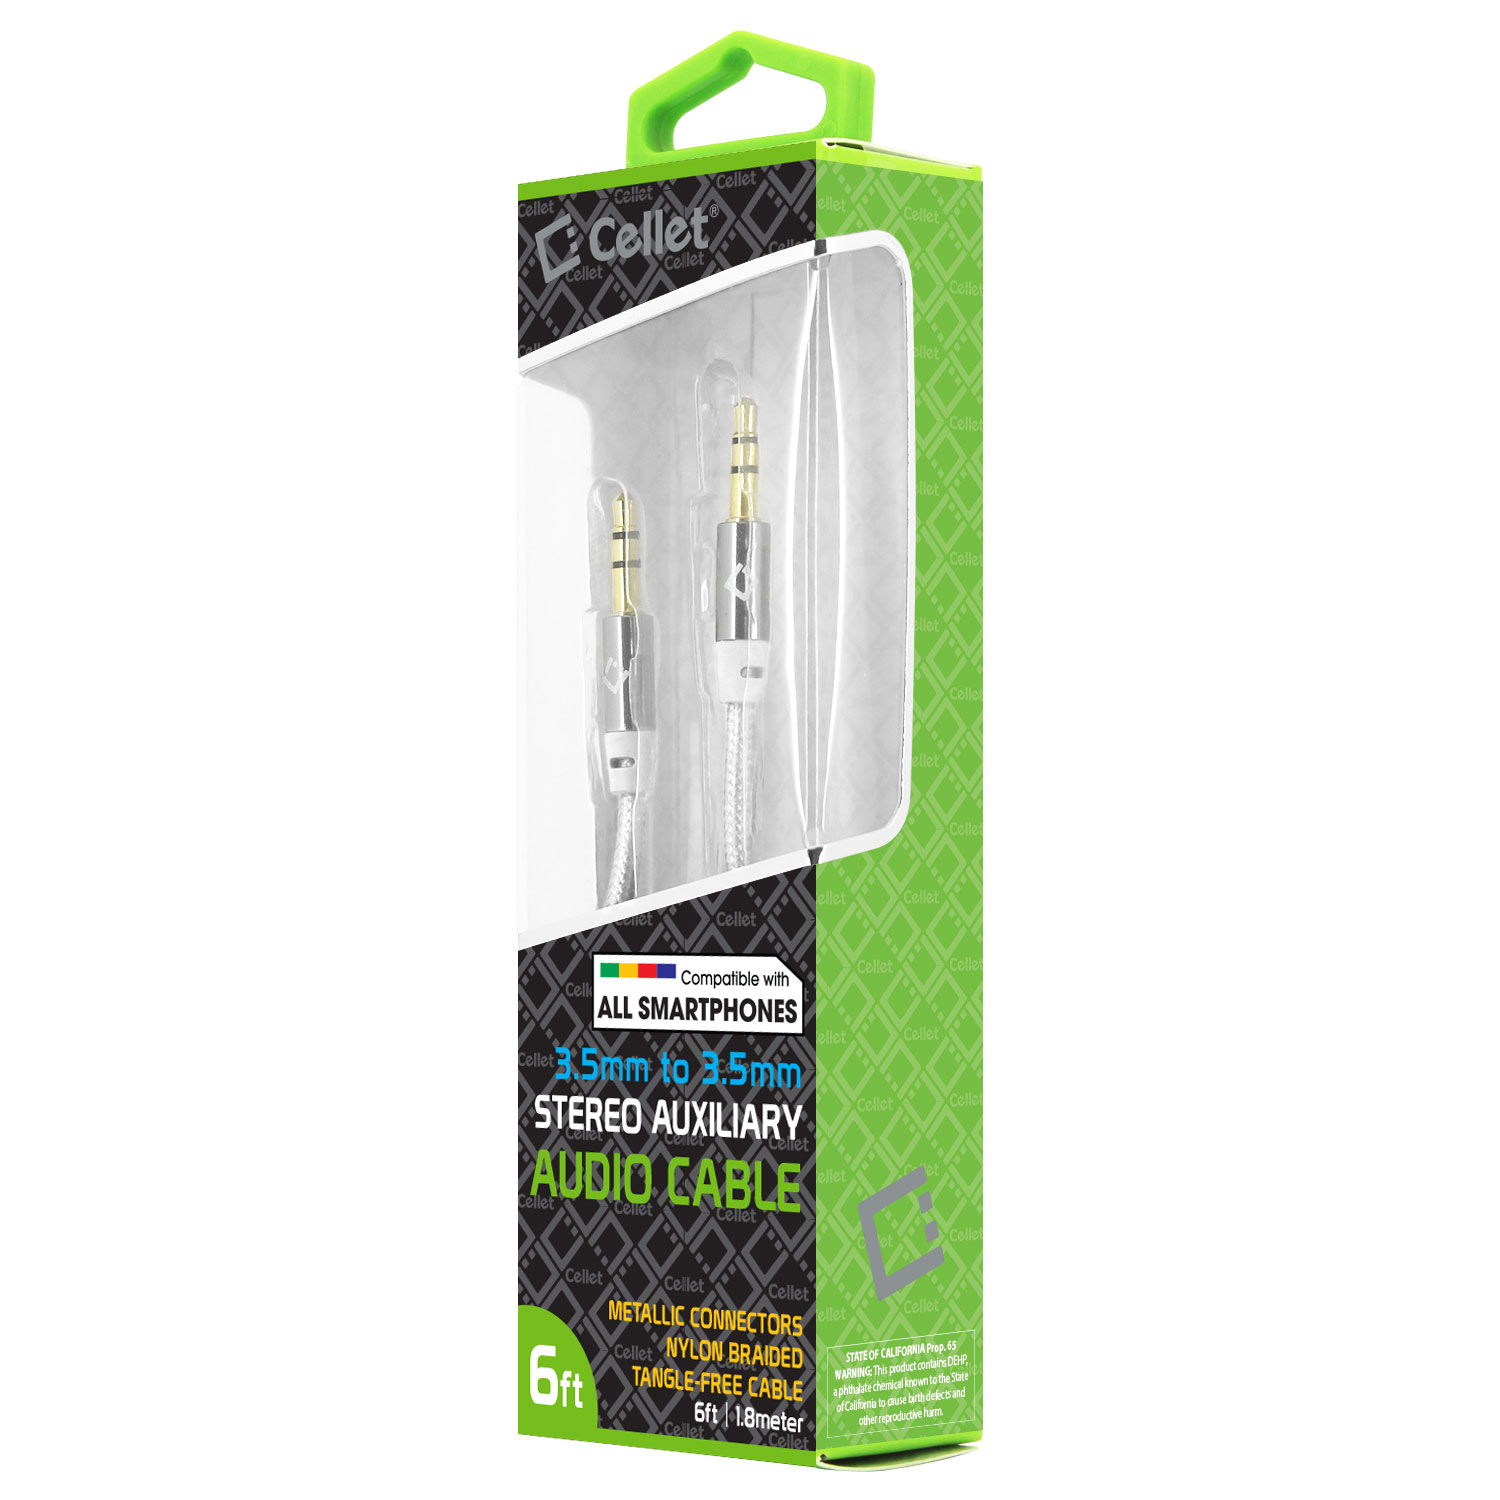 Cellet®
Compatible with
ALL SMARTPHONES
3.5mm to 3.5mm
STEREO AUXILIARY
AUDIO CABLE
METALLIC CONNECTORS
NYLON BRAIDED
TANGLE-FREE CABLE
6ft | 1.8meter
6ft
STATE OF CALIFORNIA Prop. 65
WARNING: This product contains DEHP,
a phthalate chemical known to the State
of California to cause birth defects and
other reproductive harm.